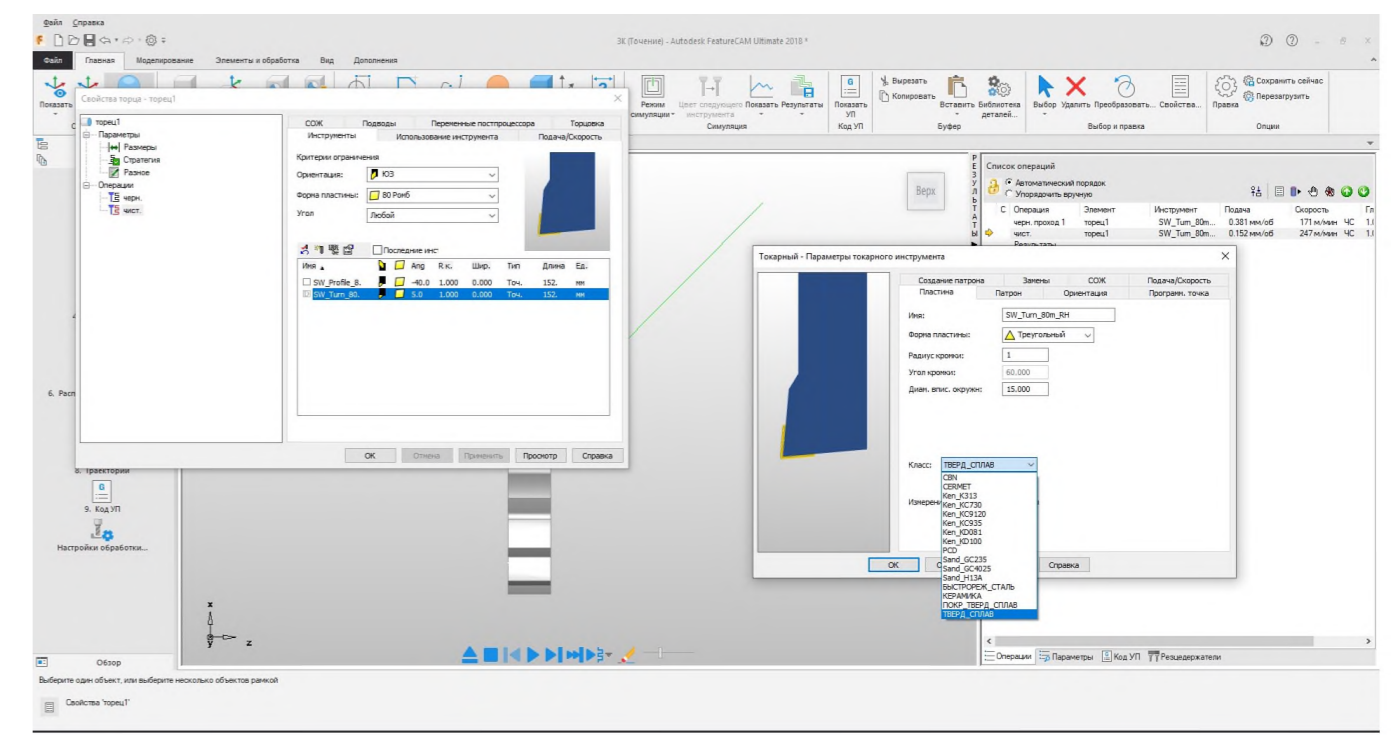 Файл Справка
3К (Точение) - Autodesk FeatureCAM Ultimate 2018 *
Файл Главная Моделирование Элементы и обработка Вид Дополнения
Показать
Режим симуляции
Цвет следующего инструмента
Показать Результаты
Симуляция
Показать УП
Код УП
Вырезать
Копировать
Вставить
Библиотека деталей...
Буфер
Выбор Удалить Преобразовать... Свойства...
Выбор и правка
Правка
Сохранить сейчас
Перезагрузить
Опции
Свойства торца - торец1
торец1
Параметры
Размеры
Стратегия
Разное
Операции
черн.
чист.
СОЖ Подводы Переменные постпроцессора Торцовка
Инструменты Использование инструмента Подача/Скорость
Критерии ограничения
Ориентация: ЮЗ
Форма пластины: 80 Ромб
Угол Любой
Последние инс
Имя Ang R к. Шир. Тип Длина Ед.
SW_Profile_8. -40.0 1.000 0.000 Точ. 152. мм
SW_Turn_80. 5.0 1.000 0.000 Точ. 152. мм
OK Отмена Применить Просмотр Справка
6. Расп
8. Траектории
9. Код УП
Настройки обработки...
Обзор
x
y
z
Верх
РЕЗУЛЬТАТЫ
Список операций
Автоматический порядок
Упорядочить вручную
С Операция Элемент Инструмент Подача Скорость Гл
черн. проход 1 торец1 SW_Turn_80m... 0.381 мм/об 171 м/мин ЧС
чист. торец1 SW_Turn_80m... 0.152 мм/об 247 м/мин ЧС
Результаты
Токарный - Параметры токарного инструмента
Создание патрона Замены СОЖ Подача/Скорость
Пластина Патрон Ориентация Программ. точка
Имя: SW_Turn_80m_RH
Форма пластины: Треугольный
Радиус кромки: 1
Угол кромки: 60.000
Диам. впис. окружн: 15.000
Класс: ТВЕРД_СПЛАВ
Измерени
CBN
CERMET
Ken_K313
Ken_KC730
Ken_KC9120
Ken_KC935
Ken_KD081
Ken_KD100
PCD
Sand_GC235
Sand_GC4025
Sand_H13A
БЫСТРОРЕЖ_СТАЛЬ
КЕРАМИКА
ПОКР_ТВЕРД_СПЛАВ
ТВЕРД_СПЛАВ
OK Справка
Операции Параметры Код УП Резцедержатели
Выберите один объект, или выберите несколько объектов рамкой
Свойства 'торец1'